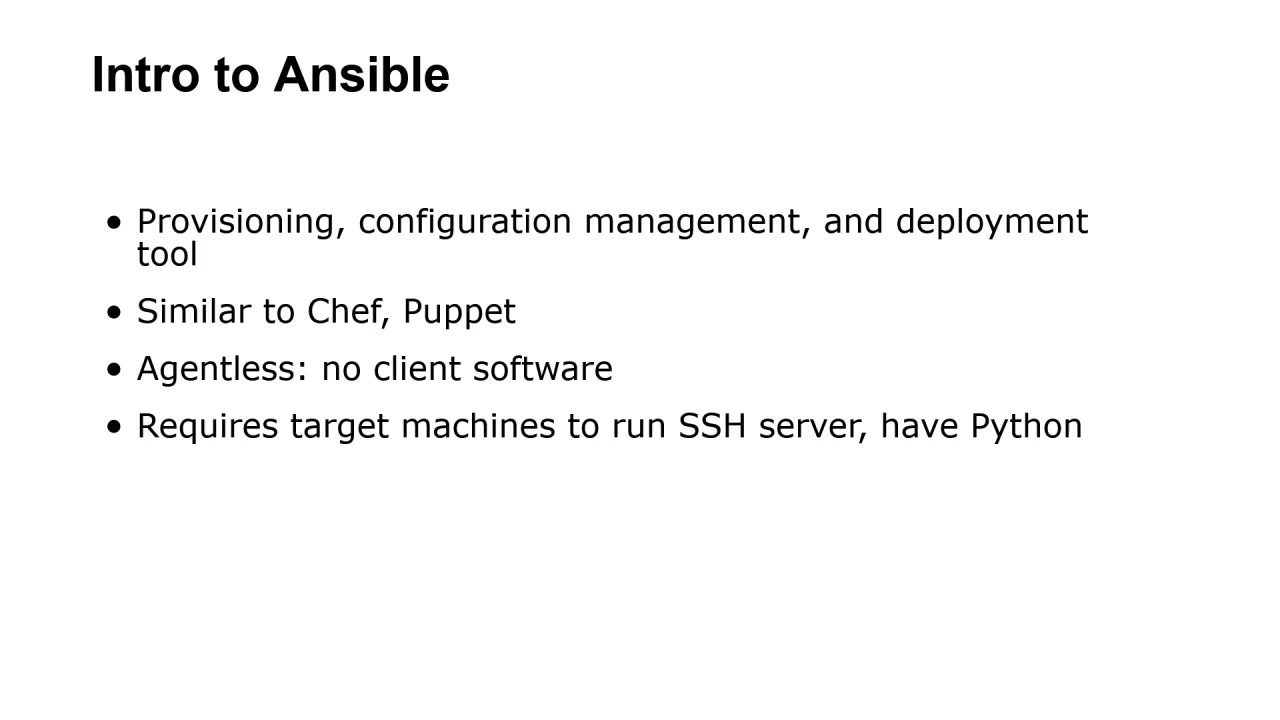 Intro to Ansible
• Provisioning, configuration management, and deployment
tool
• Similar to Chef, Puppet
• Agentless: no client software
• Requires target machines to run SSH server, have Python